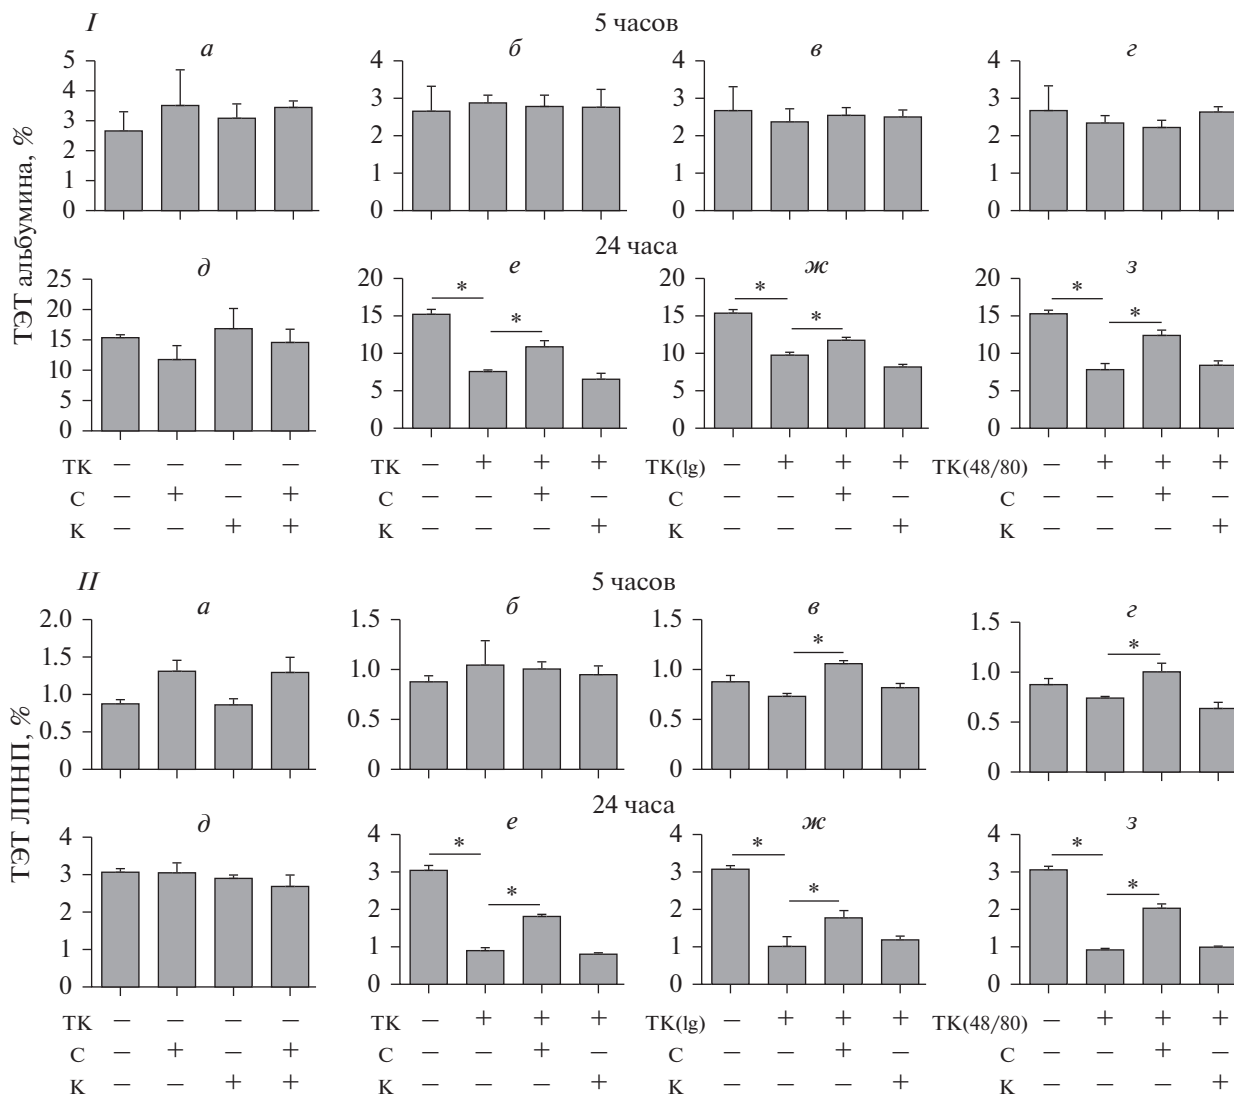 I 5 часов
а б в г
5 4 3 2 1 0
4 3 2 1 0
4 3 2 1 0
4 3 2 1 0
ТЭТ альбумина, %
24 часа
д е ж з
25 20 15 10 5 0
20 15 10 5 0
20 15 10 5 0
20 15 10 5 0
* * * * * *
ТК – – – – – + + + ТК(lg) – + + + ТК(48/80) – + + +
С – + – + – – + – – – + – – – + –
К – – + + – – – + – – – + – – – +
II 5 часов
а б в г
2.0 1.5 1.0 0.5 0
1.5 1.0 0.5 0
1.5 1.0 0.5 0
1.5 1.0 0.5 0
* *
ТЭТ ЛПНП, %
24 часа
д е ж з
4 3 2 1 0
4 3 2 1 0
4 3 2 1 0
4 3 2 1 0
* * * * * *
ТК – – – – – + + + ТК(lg) – + + + ТК(48/80) – + + +
С – + – + – – + – – – + – – – + –
К – – + + – – – + – – – + – – – +